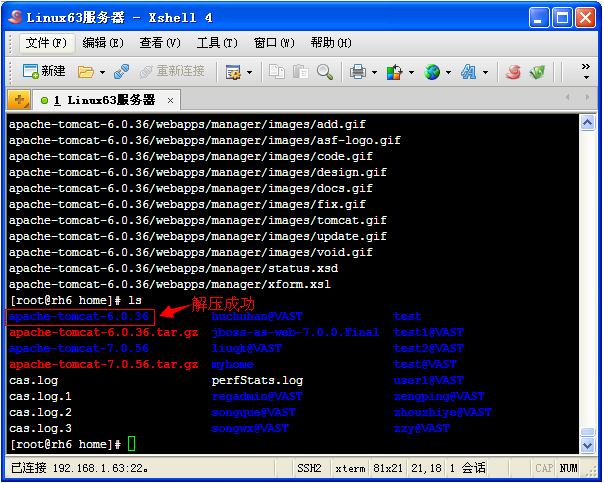 Linux63服务器 - Xshell 4
文件(F) 编辑(E) 查看(V) 工具(T) 窗口(W) 帮助(H)
新建 重新连接
1 Linux63服务器
apache-tomcat-6.0.36/webapps/manager/images/add.gif
apache-tomcat-6.0.36/webapps/manager/images/asf-logo.gif
apache-tomcat-6.0.36/webapps/manager/images/code.gif
apache-tomcat-6.0.36/webapps/manager/images/design.gif
apache-tomcat-6.0.36/webapps/manager/images/docs.gif
apache-tomcat-6.0.36/webapps/manager/images/fix.gif
apache-tomcat-6.0.36/webapps/manager/images/tomcat.gif
apache-tomcat-6.0.36/webapps/manager/images/update.gif
apache-tomcat-6.0.36/webapps/manager/images/void.gif
apache-tomcat-6.0.36/webapps/manager/status.xsd
apache-tomcat-6.0.36/webapps/manager/xform.xsl
[root@rh6 home]# ls
解压成功
apache-tomcat-6.0.36 hnchuhan@VAST test
apache-tomcat-6.0.36.tar.gz jboss-as-web-7.0.0.Final test1@VAST
apache-tomcat-7.0.56 liuqk@VAST test2@VAST
apache-tomcat-7.0.56.tar.gz myhome test@VAST
cas.log perfStats.log user1@VAST
cas.log.1 reqadmin@VAST zengping@VAST
cas.log.2 songque@VAST zhouzhiye@VAST
cas.log.3 songwz@VAST zzy@VAST
[root@rh6 home]#
已连接 192.168.1.63:22。 SSH2 xterm 81x21 21,18 1 会话 CAP NUM